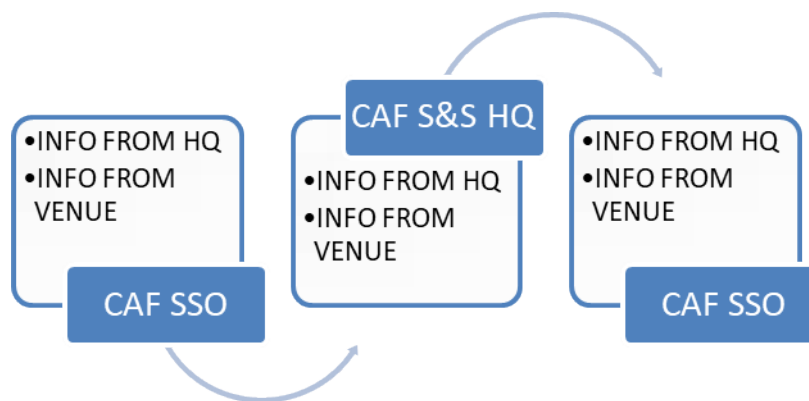 •INFO FROM HQ
•INFO FROM
VENUE
CAF SSO
CAF S&S HQ
•INFO FROM HQ
•INFO FROM
VENUE
•INFO FROM HQ
•INFO FROM
VENUE
CAF SSO